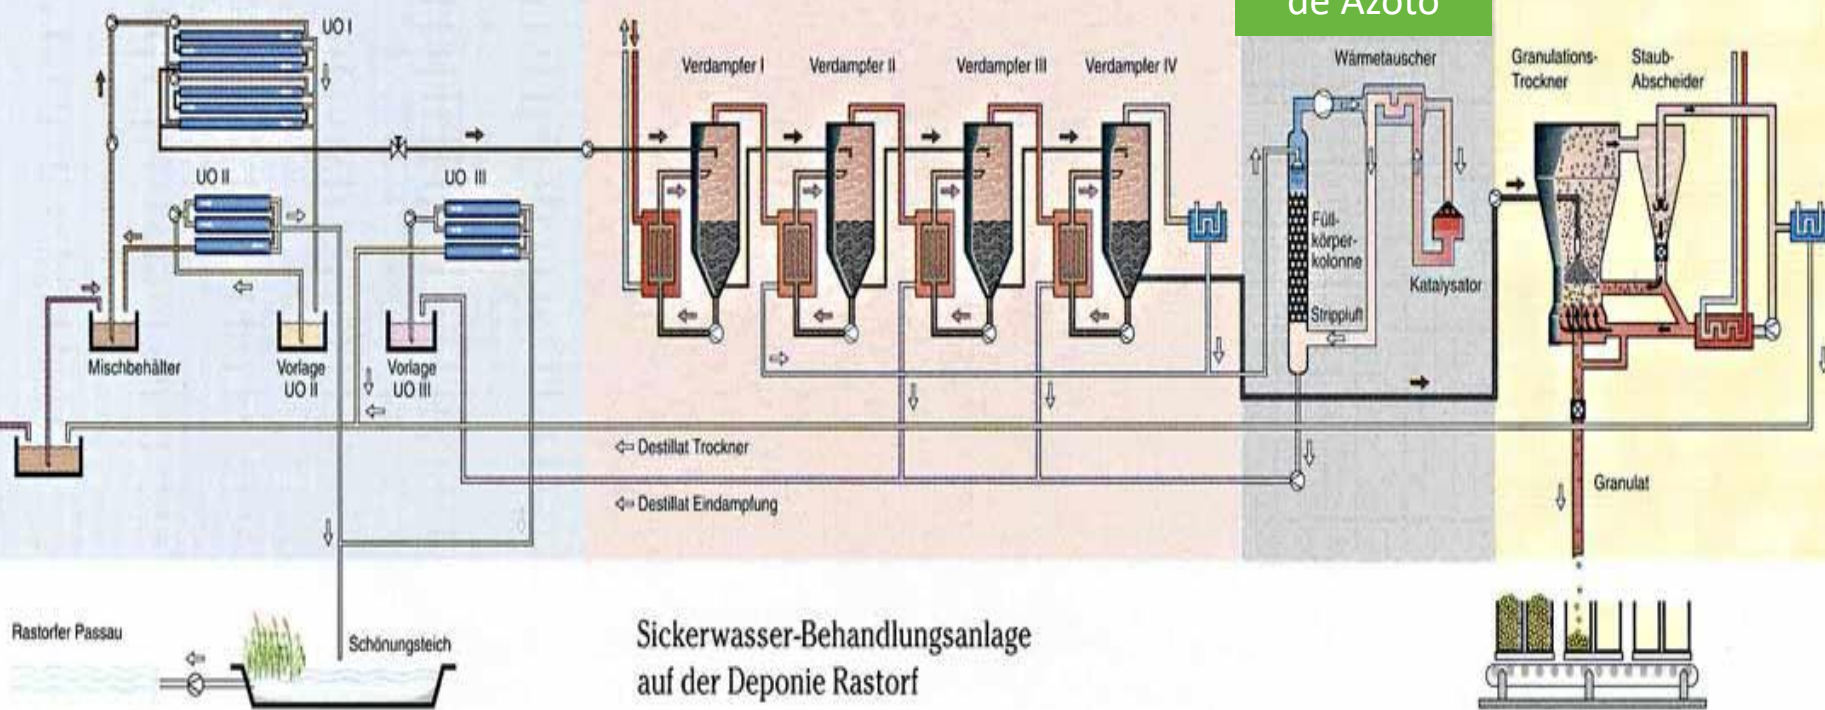 de Azoto
UO I
Verdampfer I
Verdampfer II
Verdampfer III
Verdampfer IV
Wärmetauscher
Granulations-
Trockner
Staub-
Abscheider
UO II
UO III
Füll-
körper-
kolonne
Katalysator
Strippluft
Mischbehälter
Vorlage
UO II
Vorlage
UO III
Destillat Trockner
Granulat
Destillat Eindampfung
Rastorfer Passau
Schönungsteich
Sickerwasser-Behandlungsanlage
auf der Deponie Rastorf